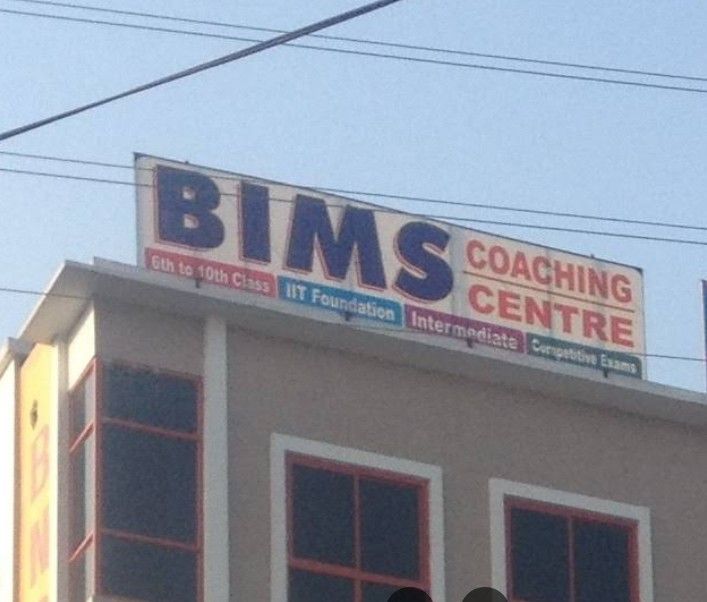 BIMS
COACHING
CENTRE
6th to 10th Class
IIT Foundation
Intermediate
Competitive Exams